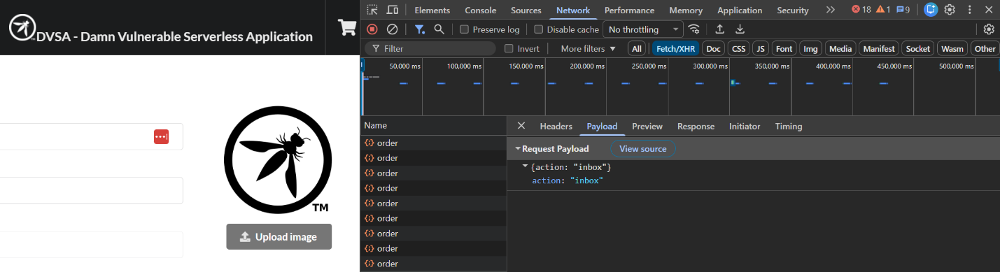 DVSA - Damn Vulnerable Serverless Application
TM
Upload image
Elements Console Sources Network Performance Memory Application Security 18 1 9
Preserve log Disable cache No throttling
Filter Invert More filters All Fetch/XHR Doc CSS JS Font Img Media Manifest Socket Wasm Other
50,000 ms 100,000 ms 150,000 ms 200,000 ms 250,000 ms 300,000 ms 350,000 ms 400,000 ms 450,000 ms 500,000 ms
Name
order
order
order
order
order
order
order
order
order
Headers Payload Preview Response Initiator Timing
Request Payload View source
{action: "inbox"}
action: "inbox"